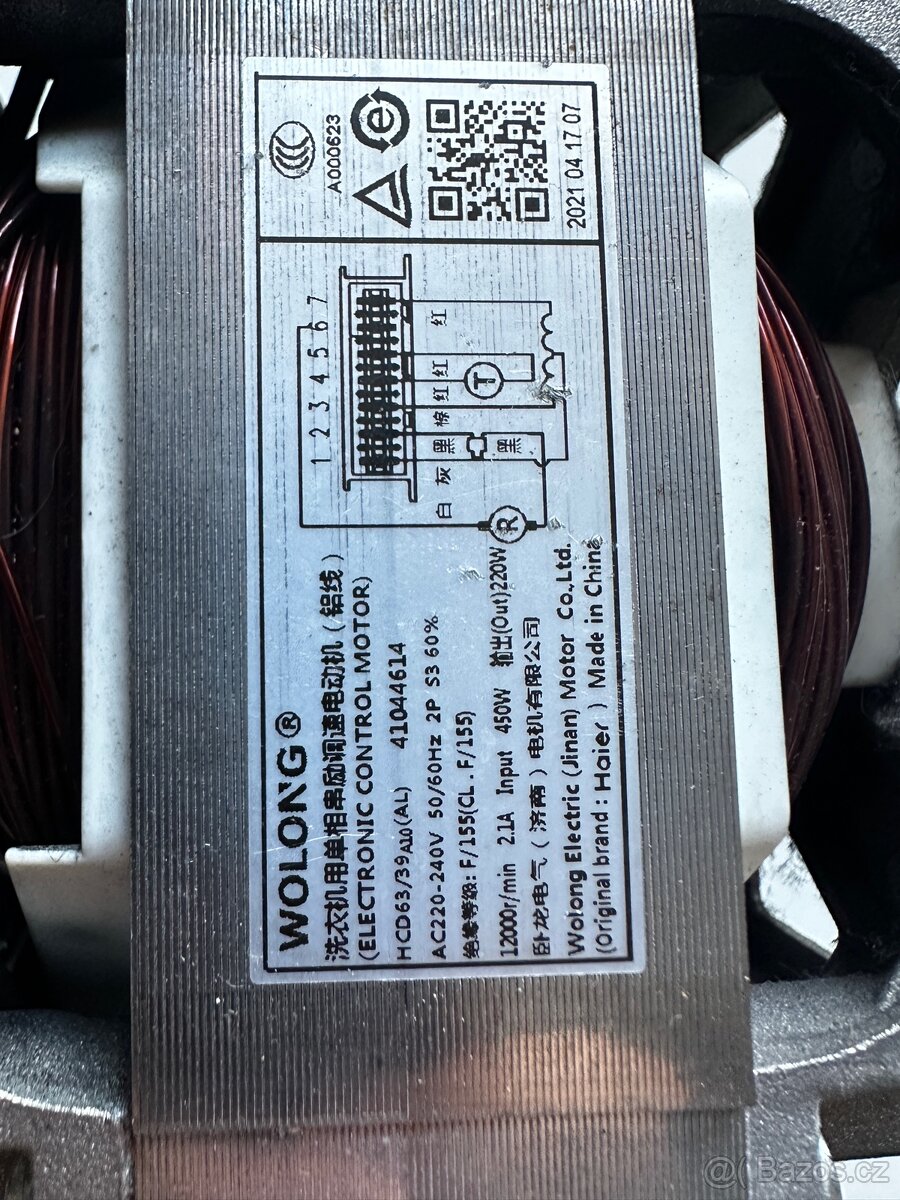 WOLONG®
洗衣机用单相串励调速电动机（铝线）
(ELECTRONIC CONTROL MOTOR)
HCD63/39A10(AL) 41044614
AC220-240V 50/60Hz 2P S3 60%
绝缘等级: F/155(CL. F/155)
12000r/min 2.1A Input 450W 输出(Out)220W
卧龙电气（济南）电机有限公司
Wolong Electric (Jinan) Motor Co.,Ltd.
(Original brand: Haier) Made in China
1 2 3 4 5 6 7
白 灰 黑 棕 红 红 红
黑
T
R
A000623
e
2021 04 17 07
@ Bazos.cz